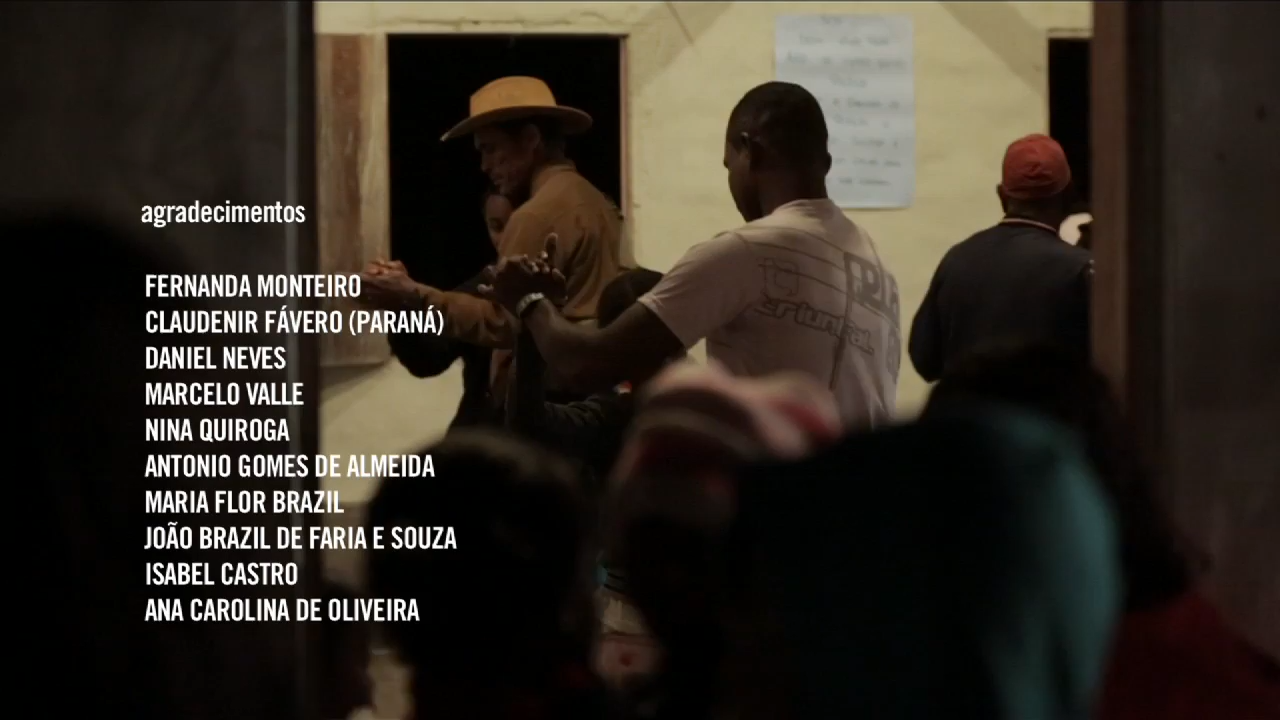 agradecimentos
FERNANDA MONTEIRO
CLAUDENIR FÁVERO (PARANÁ)
DANIEL NEVES
MARCELO VALLE
NINA QUIROGA
ANTONIO GOMES DE ALMEIDA
MARIA FLOR BRAZIL
JOÃO BRAZIL DE FARIA E SOUZA
ISABEL CASTRO
ANA CAROLINA DE OLIVEIRA